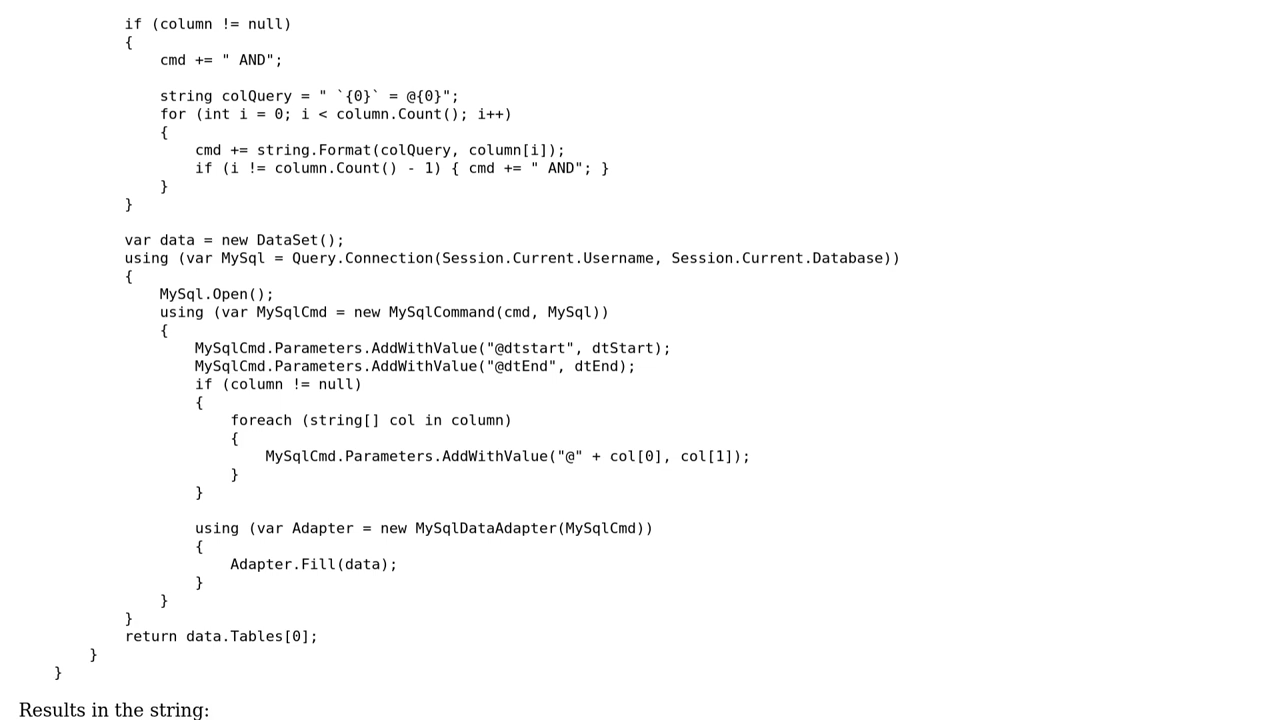 if (column != null)
{
cmd += " AND";
string colQuery = " `{0}` = @{0}";
for (int i = 0; i < column.Count(); i++)
{
cmd += string.Format(colQuery, column[i]);
if (i != column.Count() - 1) { cmd += " AND"; }
}
}
var data = new DataSet();
using (var MySql = Query.Connection(Session.Current.Username, Session.Current.Database))
{
MySql.Open();
using (var MySqlCmd = new MySqlCommand(cmd, MySql))
{
MySqlCmd.Parameters.AddWithValue("@dtstart", dtStart);
MySqlCmd.Parameters.AddWithValue("@dtEnd", dtEnd);
if (column != null)
{
foreach (string[] col in column)
{
MySqlCmd.Parameters.AddWithValue("@" + col[0], col[1]);
}
}
using (var Adapter = new MySqlDataAdapter(MySqlCmd))
{
Adapter.Fill(data);
}
}
}
return data.Tables[0];
}
}
Results in the string: